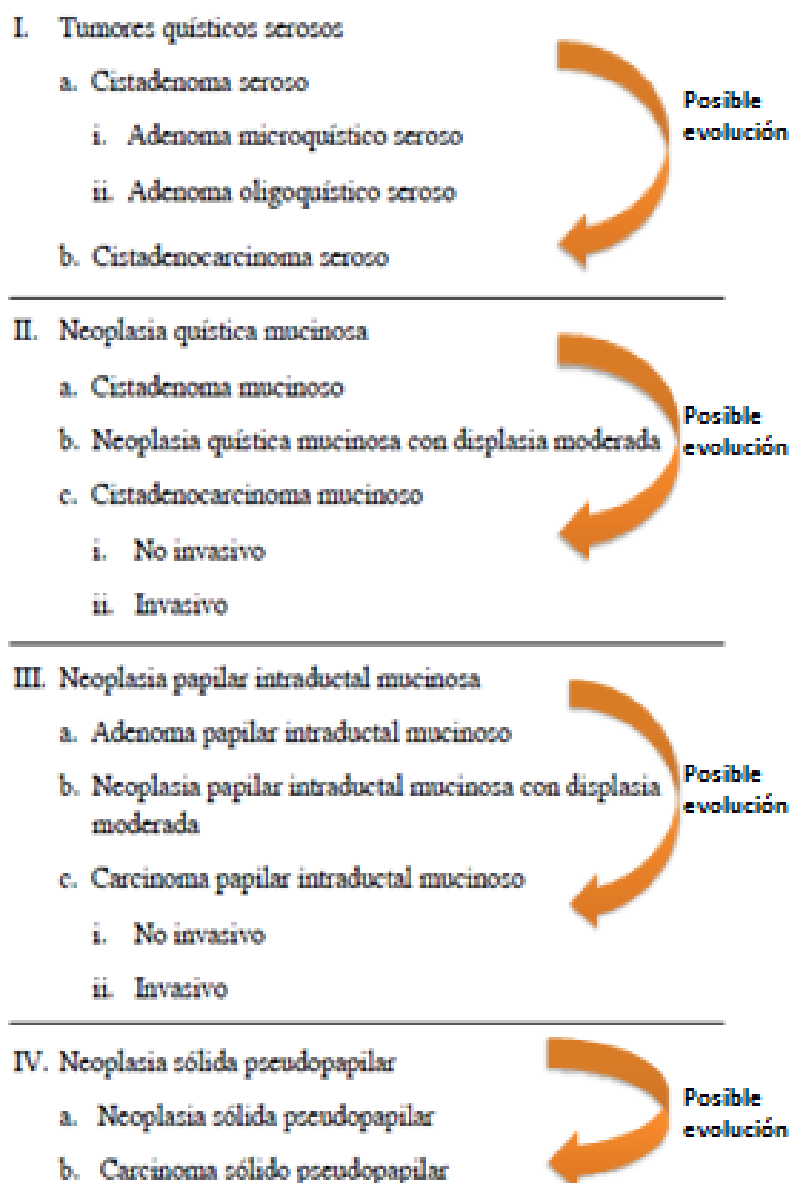 I. Tumores quísticos serosos
a. Cistadenoma seroso
i. Adenoma microquístico seroso
ii. Adenoma oligoquístico seroso
b. Cistadenocarcinoma seroso
Posible
evolución
II. Neoplasia quística mucinosa
a. Cistadenoma mucinoso
b. Neoplasia quística mucinosa con displasia moderada
c. Cistadenocarcinoma mucinoso
i. No invasivo
ii. Invasivo
Posible
evolución
III. Neoplasia papilar intraductal mucinosa
a. Adenoma papilar intraductal mucinoso
b. Neoplasia papilar intraductal mucinosa con displasia
moderada
c. Carcinoma papilar intraductal mucinoso
i. No invasivo
ii. Invasivo
Posible
evolución
IV. Neoplasia sólida pseudopapilar
a. Neoplasia sólida pseudopapilar
b. Carcinoma sólido pseudopapilar
Posible
evolución